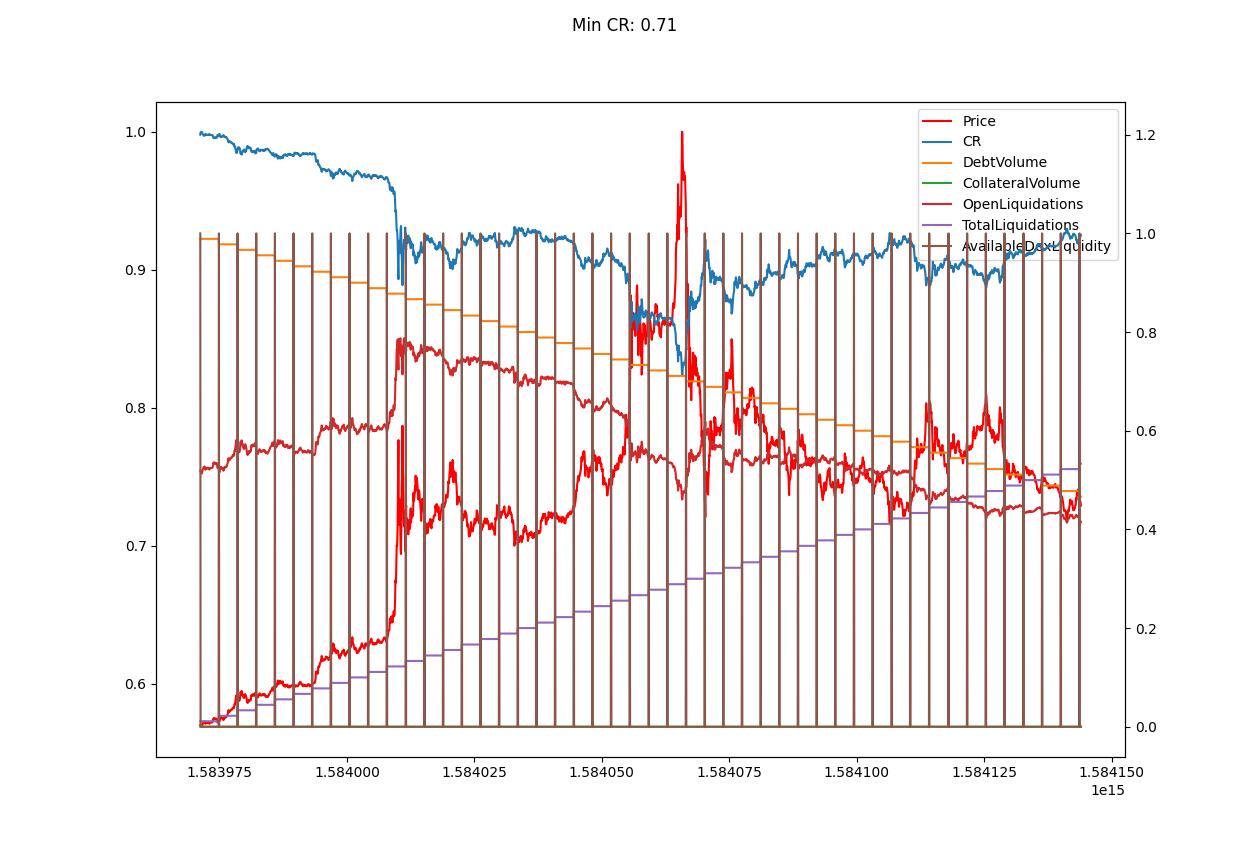 Min CR: 0.71
1.0
0.9
0.8
0.7
0.6
Price
CR
DebtVolume
CollateralVolume
OpenLiquidations
TotalLiquidations
AvailableDebtLiquidity
1.2
1.0
0.8
0.6
0.4
0.2
0.0
1.583975 1.584000 1.584025 1.584050 1.584075 1.584100 1.584125 1.584150
1e15